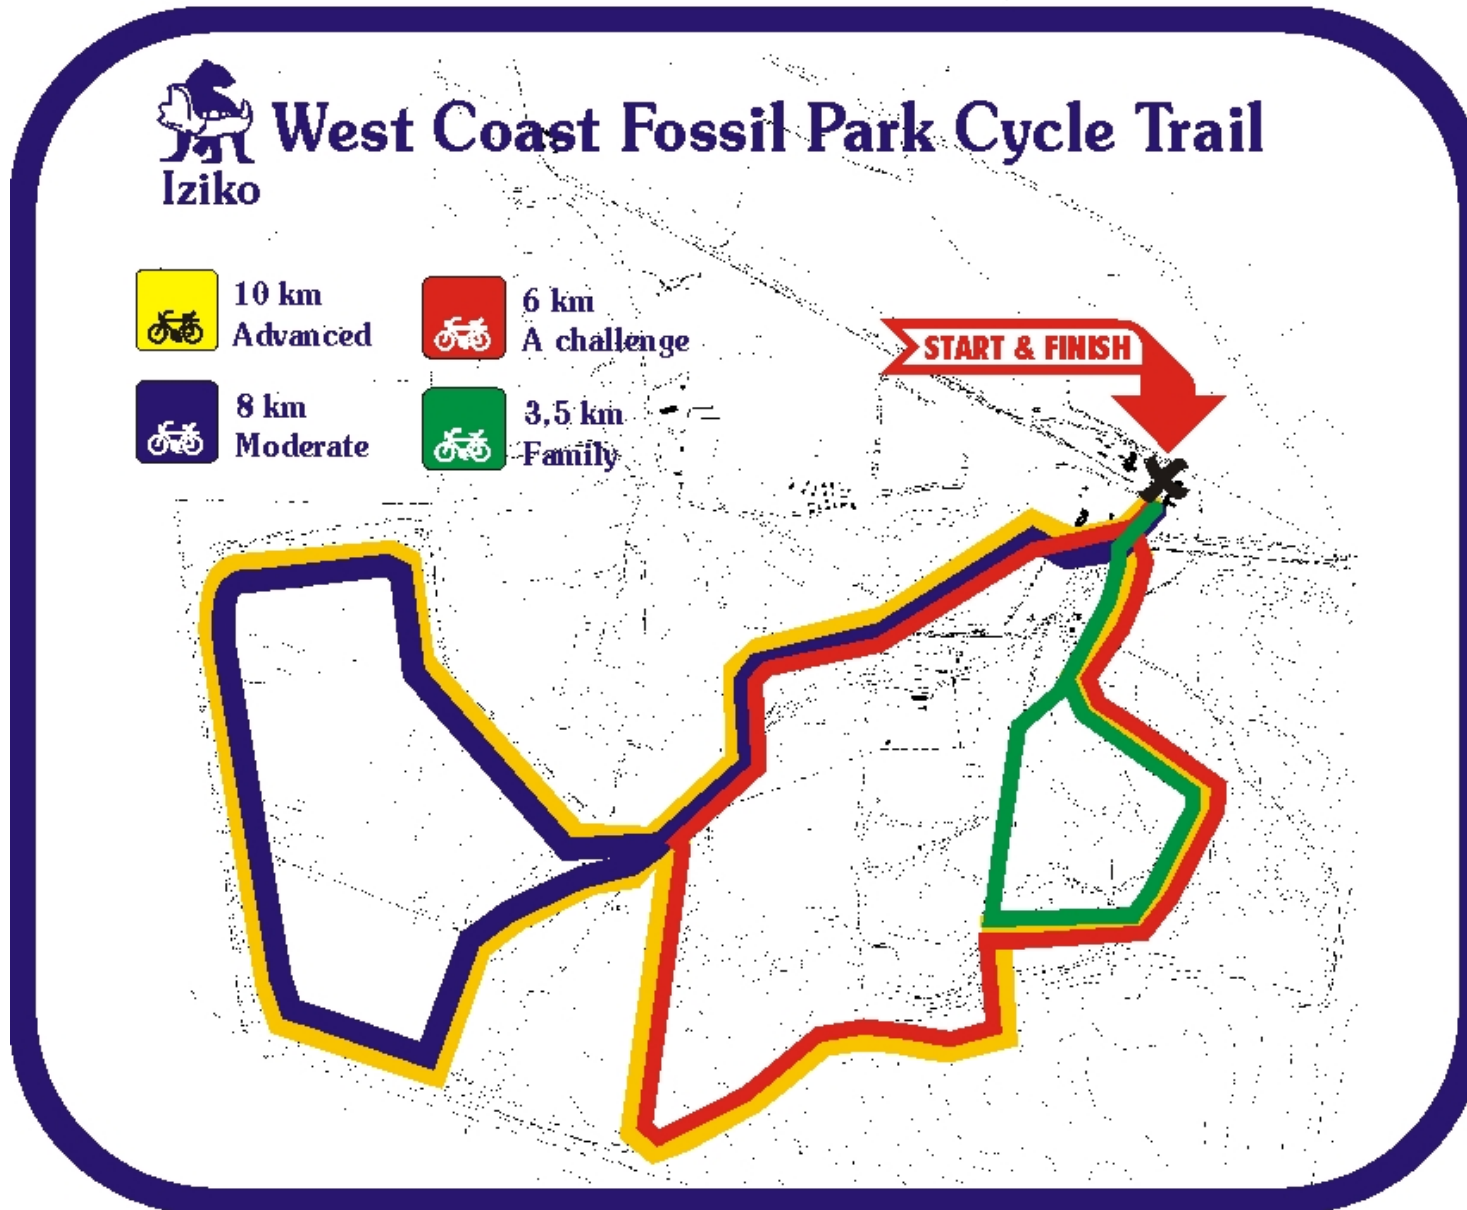 West Coast Fossil Park Cycle Trail
Iziko
10 km
Advanced
6 km
A challenge
8 km
Moderate
3,5 km
Family
START & FINISH